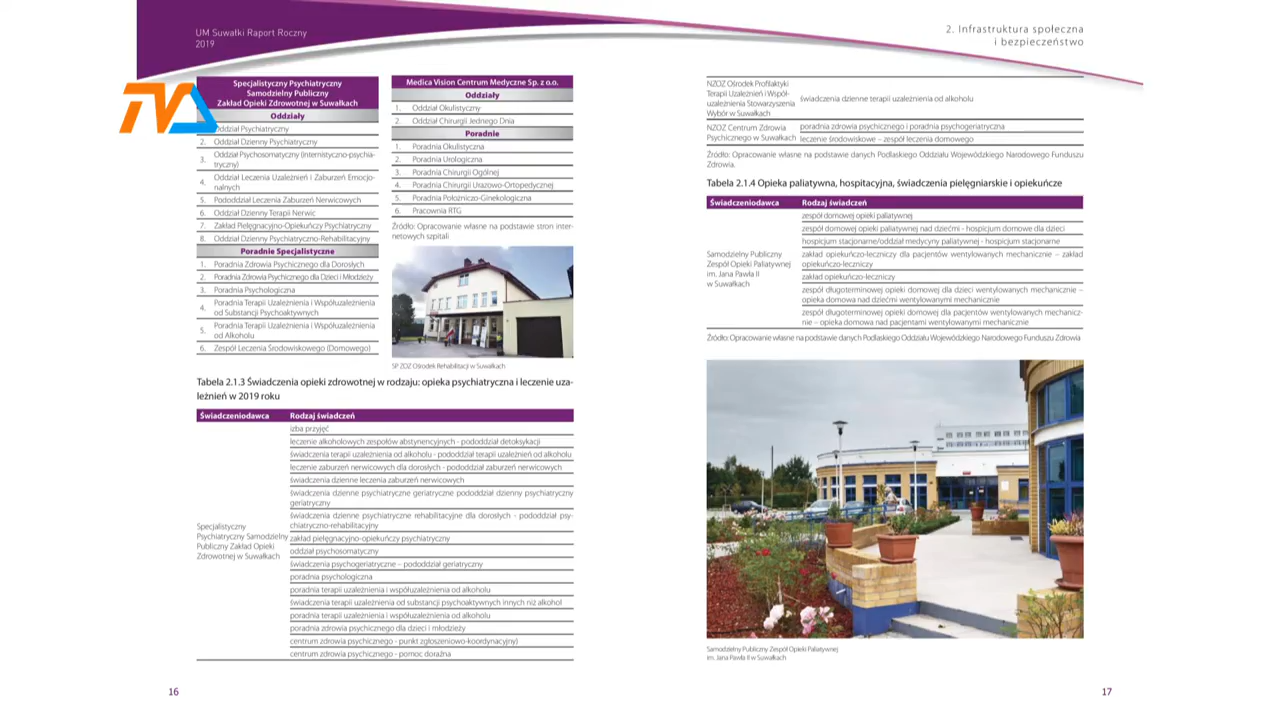 UM Suwałki Raport Roczny
2019
Specjalistyczny Psychiatryczny
Samodzielny Publiczny
Zakład Opieki Zdrowotnej w Suwałkach
Oddziały
Oddział Psychiatryczny
2. Oddział Dzienny Psychiatryczny
3. Oddział Psychosomatyczny (internistyczno-psychia-
tryczny)
4. Oddział Leczenia Uzależnień i Zaburzeń Emocjo-
nalnych
5. Pododdział Leczenia Zaburzeń Nerwicowych
6. Oddział Dzienny Terapii Nerwic
7. Zakład Pielęgnacyjno-Opiekuńczy Psychiatryczny
8. Oddział Dzienny Psychiatryczno-Rehabilitacyjny
Poradnie Specjalistyczne
1. Poradnia Zdrowia Psychicznego dla Dorosłych
2. Poradnia Zdrowia Psychicznego dla Dzieci i Młodzieży
3. Poradnia Psychologiczna
4. Poradnia Terapii Uzależnienia i Współuzależnienia
od Substancji Psychoaktywnych
5. Poradnia Terapii Uzależnienia i Współuzależnienia
od Alkoholu
6. Zespół Leczenia Środowiskowego (Domowego)
Medica Vision Centrum Medyczne Sp. z o.o.
Oddziały
1. Oddział Okulistyczny
2. Oddział Chirurgii Jednego Dnia
Poradnie
1. Poradnia Okulistyczna
2. Poradnia Urologiczna
3. Poradnia Chirurgii Ogólnej
4. Poradnia Chirurgii Urazowo-Ortopedycznej
5. Poradnia Położniczo-Ginekologiczna
6. Pracownia RTG
Źródło: Opracowanie własne na podstawie stron inter-
netowych szpitali
SP ZOZ Ośrodek Rehabilitacji w Suwałkach
Tabela 2.1.3 Świadczenia opieki zdrowotnej w rodzaju: opieka psychiatryczna i leczenie uza-
leżnień w 2019 roku
Świadczeniodawca Rodzaj świadczeń
Specjalistyczny
Psychiatryczny Samodzielny
Publiczny Zakład Opieki
Zdrowotnej w Suwałkach
izba przyjęć
leczenie alkoholowych zespołów abstynencyjnych - pododdział detoksykacji
świadczenia terapii uzależnienia od alkoholu - pododdział terapii uzależnień od alkoholu
leczenie zaburzeń nerwicowych dla dorosłych - pododdział zaburzeń nerwicowych
świadczenia dzienne leczenia zaburzeń nerwicowych
świadczenia dzienne psychiatryczne geriatryczne pododdział dzienny psychiatryczny
geriatryczny
świadczenia dzienne psychiatryczne rehabilitacyjne dla dorosłych - pododdział psy-
chiatryczno-rehabilitacyjny
zakład pielęgnacyjno-opiekuńczy psychiatryczny
oddział psychosomatyczny
świadczenia psychogeriatryczne – pododdział geriatryczny
poradnia psychologiczna
poradnia terapii uzależnienia i współuzależnienia od alkoholu
świadczenia terapii uzależnienia od substancji psychoaktywnych innych niż alkohol
poradnia terapii uzależnienia i współuzależnienia od alkoholu
poradnia zdrowia psychicznego dla dzieci i młodzieży
centrum zdrowia psychicznego - punkt zgłoszeniowo-koordynacyjny)
centrum zdrowia psychicznego - pomoc doraźna
16
2. Infrastruktura społeczna
i bezpieczeństwo
NZOZ Ośrodek Profilaktyki
Terapii Uzależnień i Współ-
uzależnienia Stowarzyszenia
Wybór w Suwałkach
świadczenia dzienne terapii uzależnienia od alkoholu
NZOZ Centrum Zdrowia
Psychicznego w Suwałkach
poradnia zdrowia psychicznego i poradnia psychogeriatryczna
leczenie środowiskowe – zespół leczenia domowego
Źródło: Opracowanie własne na podstawie danych Podlaskiego Oddziału Wojewódzkiego Narodowego Funduszu
Zdrowia.
Tabela 2.1.4 Opieka paliatywna, hospitacyjna, świadczenia pielęgniarskie i opiekuńcze
Świadczeniodawca Rodzaj świadczeń
Samodzielny Publiczny
Zespół Opieki Paliatywnej
im. Jana Pawła II
w Suwałkach
zespół domowej opieki paliatywnej
zespół domowej opieki paliatywnej nad dziećmi - hospicjum domowe dla dzieci
hospicjum stacjonarne/oddział medycyny paliatywnej - hospicjum stacjonarne
zakład opiekuńczo-leczniczy dla pacjentów wentylowanych mechanicznie – zakład
opiekuńczo-leczniczy
zakład opiekuńczo-leczniczy
zespół długoterminowej opieki domowej dla dzieci wentylowanych mechanicznie –
opieka domowa nad dziećmi wentylowanymi mechanicznie
zespół długoterminowej opieki domowej dla pacjentów wentylowanych mechanicz-
nie – opieka domowa nad pacjentami wentylowanymi mechanicznie
Źródło: Opracowanie własne na podstawie danych Podlaskiego Oddziału Wojewódzkiego Narodowego Funduszu Zdrowia
Samodzielny Publiczny Zespół Opieki Paliatywnej
im. Jana Pawła II w Suwałkach
17